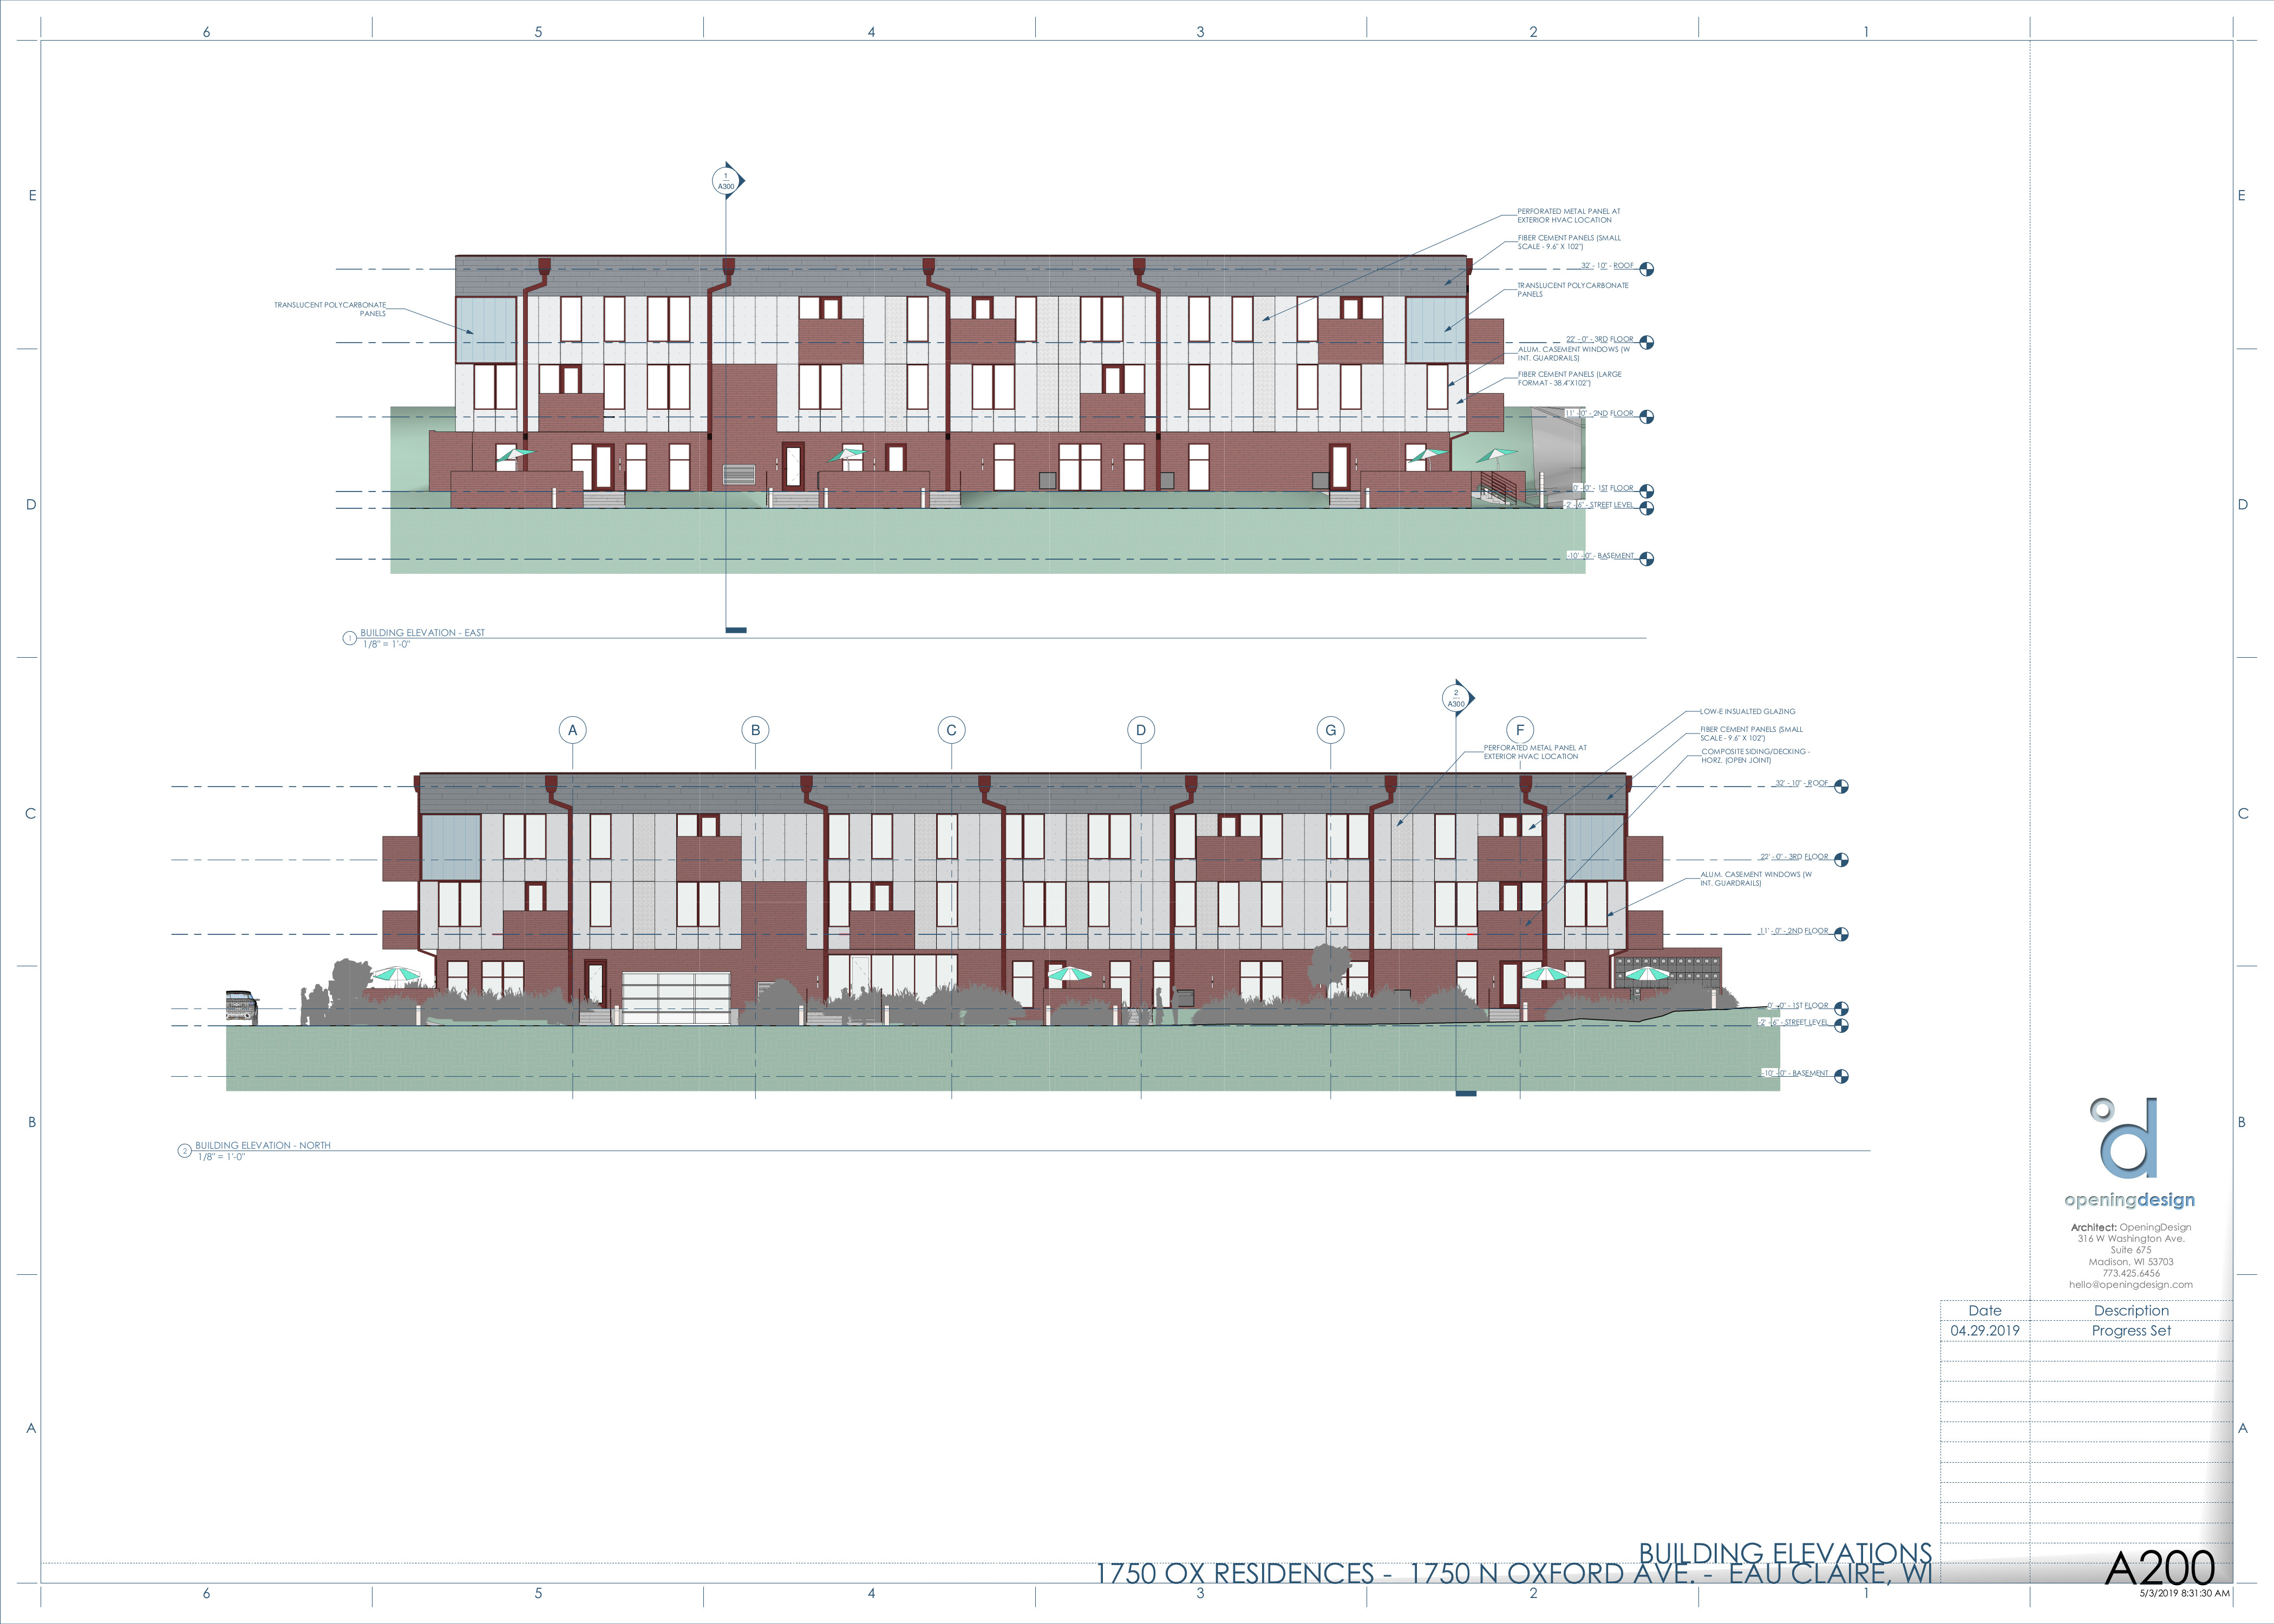 6 5 4 3 2 1
E E
1
A300
PERFORATED METAL PANEL AT
EXTERIOR HVAC LOCATION
FIBER CEMENT PANELS (SMALL
SCALE - 9.6" X 102")
32' - 10" - ROOF
TRANSLUCENT POLYCARBONATE
PANELS
TRANSLUCENT POLYCARBONATE
PANELS
22' - 0" - 3RD FLOOR
ALUM. CASEMENT WINDOWS (W
INT. GUARDRAILS)
FIBER CEMENT PANELS (LARGE
FORMAT - 38.4"X102")
11' - 0" - 2ND FLOOR
0' - 0" - 1ST FLOOR
-2' - 6" - STREET LEVEL
D D
-10' - 0" - BASEMENT
1 BUILDING ELEVATION - EAST
1/8" = 1'-0"
2
A300
A B C D G F
LOW-E INSUALTED GLAZING
FIBER CEMENT PANELS (SMALL
SCALE - 9.6" X 102")
PERFORATED METAL PANEL AT
EXTERIOR HVAC LOCATION
COMPOSITE SIDING/DECKING -
HORZ. (OPEN JOINT)
32' - 10" - ROOF
C C
22' - 0" - 3RD FLOOR
ALUM. CASEMENT WINDOWS (W
INT. GUARDRAILS)
11' - 0" - 2ND FLOOR
0' - 0" - 1ST FLOOR
-2' - 6" - STREET LEVEL
-10' - 0" - BASEMENT
B B
2 BUILDING ELEVATION - NORTH
1/8" = 1'-0"
d
openingdesign
Architect: OpeningDesign
316 W Washington Ave.
Suite 675
Madison, WI 53703
773.425.6456
hello@openingdesign.com
Date Description
04.29.2019 Progress Set
A A
BUILDING ELEVATIONS
1750 OX RESIDENCES - 1750 N OXFORD AVE. - EAU CLAIRE, WI
A200
5/3/2019 8:31:30 AM
6 5 4 3 2 1